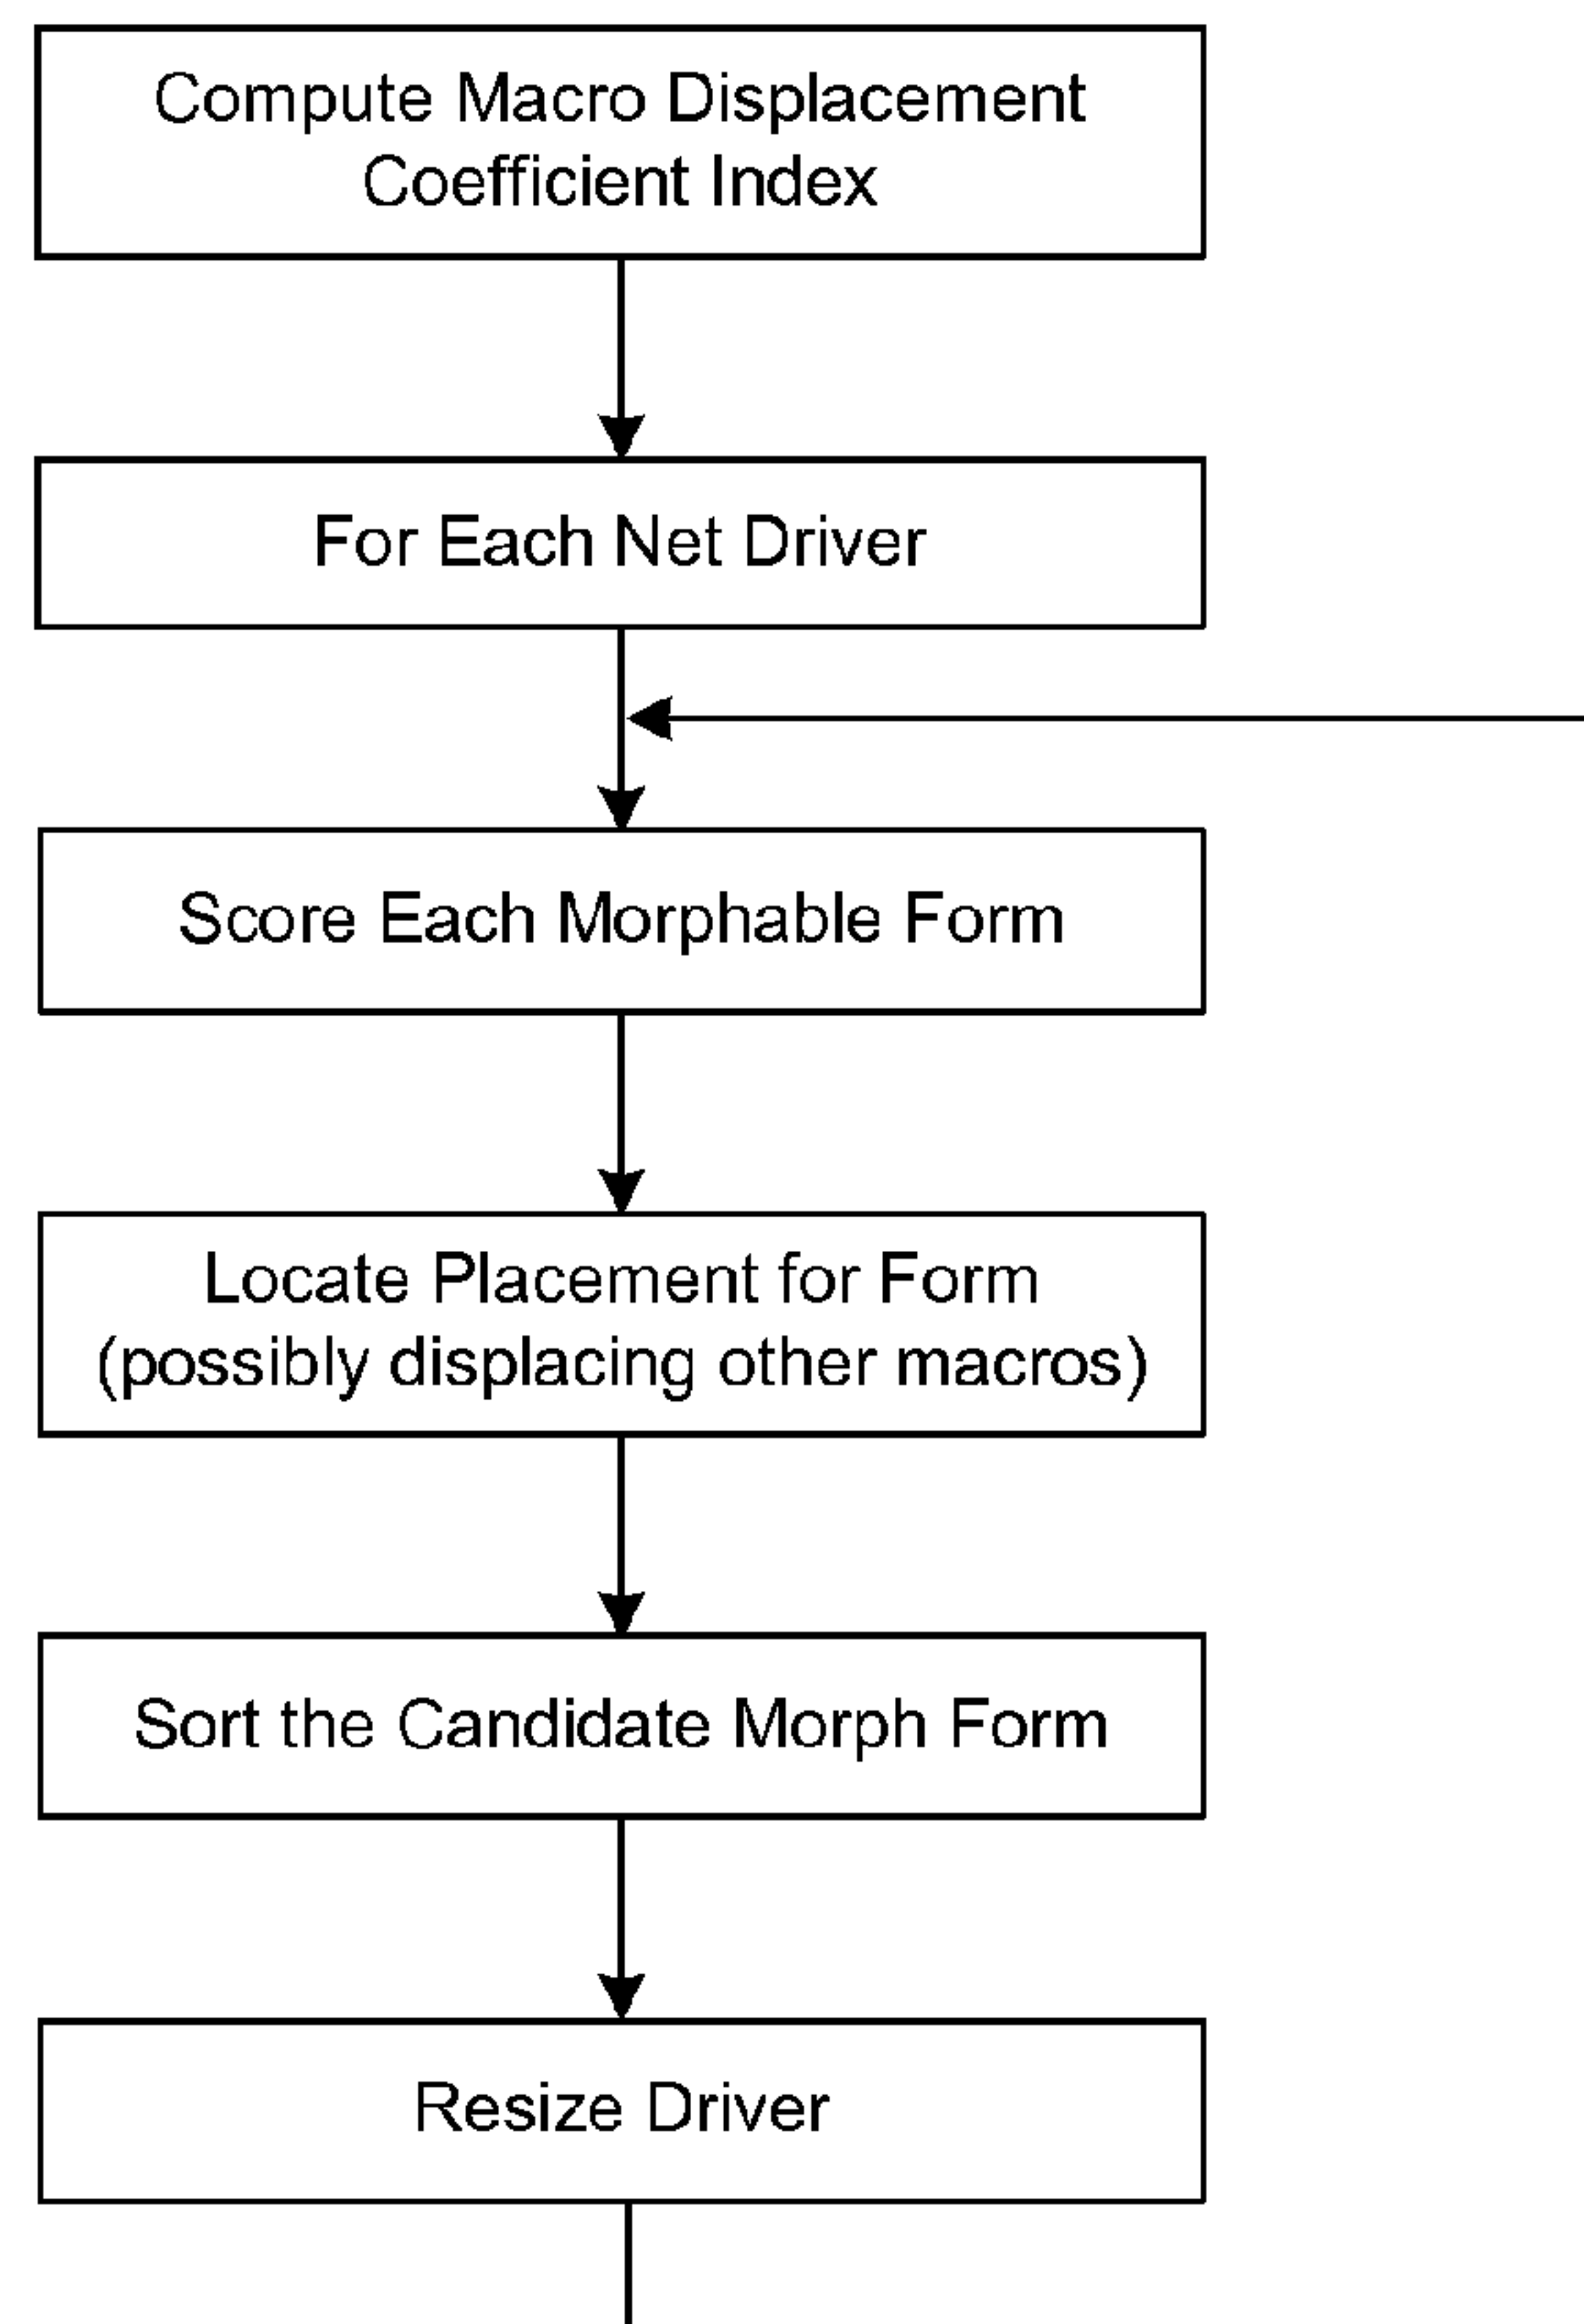 Compute Macro Displacement
Coefficient Index
For Each Net Driver
Score Each Morphable Form
Locate Placement for Form
(possibly displacing other macros)
Sort the Candidate Morph Form
Resize Driver